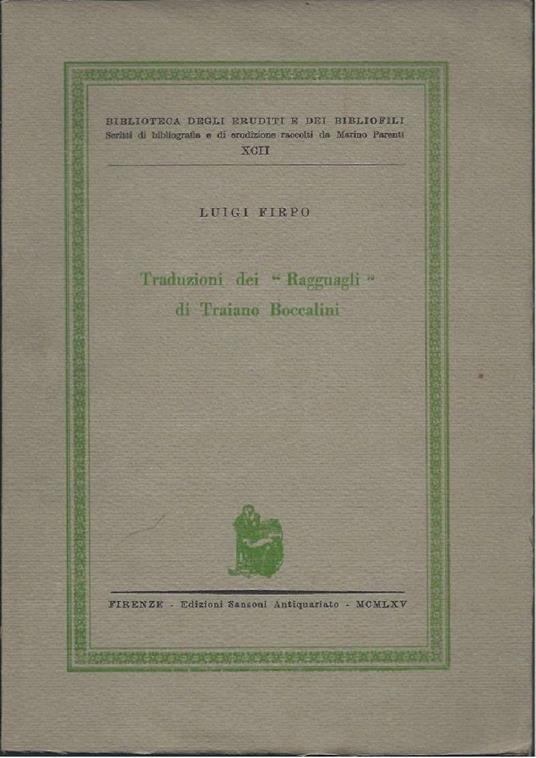 BIBLIOTECA DEGLI ERUDITI E DEI BIBLIOFILI
Scritti di bibliografia e di erudizione raccolti da Marino Parenti
XCII
LUIGI FIRPO
Traduzioni dei “ Ragguagli ”
di Traiano Boccalini
FIRENZE - Edizioni Sansoni Antiquariato - MCMLXV